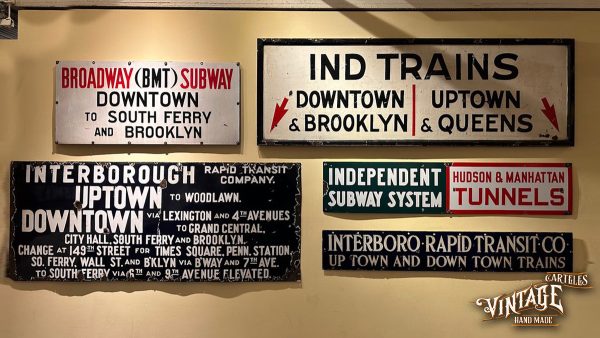 BROADWAY (BMT) SUBWAY
DOWNTOWN
TO SOUTH FERRY
AND BROOKLYN
IND TRAINS
DOWNTOWN
& BROOKLYN
UPTOWN
& QUEENS
INTERBOROUGH RAPID TRANSIT COMPANY.
UPTOWN TO WOODLAWN.
DOWNTOWN VIA LEXINGTON AND 4TH AVENUES
TO GRAND CENTRAL,
CITY HALL, SOUTH FERRY AND BROOKLYN.
CHANGE AT 149TH STREET FOR TIMES SQUARE, PENN. STATION,
SO. FERRY, WALL ST. AND B'KLYN VIA B'WAY AND 7TH AVE.
TO SOUTH FERRY VIA 6TH AND 9TH AVENUE ELEVATED.
INDEPENDENT
SUBWAY SYSTEM
HUDSON & MANHATTAN
TUNNELS
INTERBORO-RAPID TRANSIT CO
UP TOWN AND DOWN TOWN TRAINS
CARTELES
VINTAGE
HAND MADE